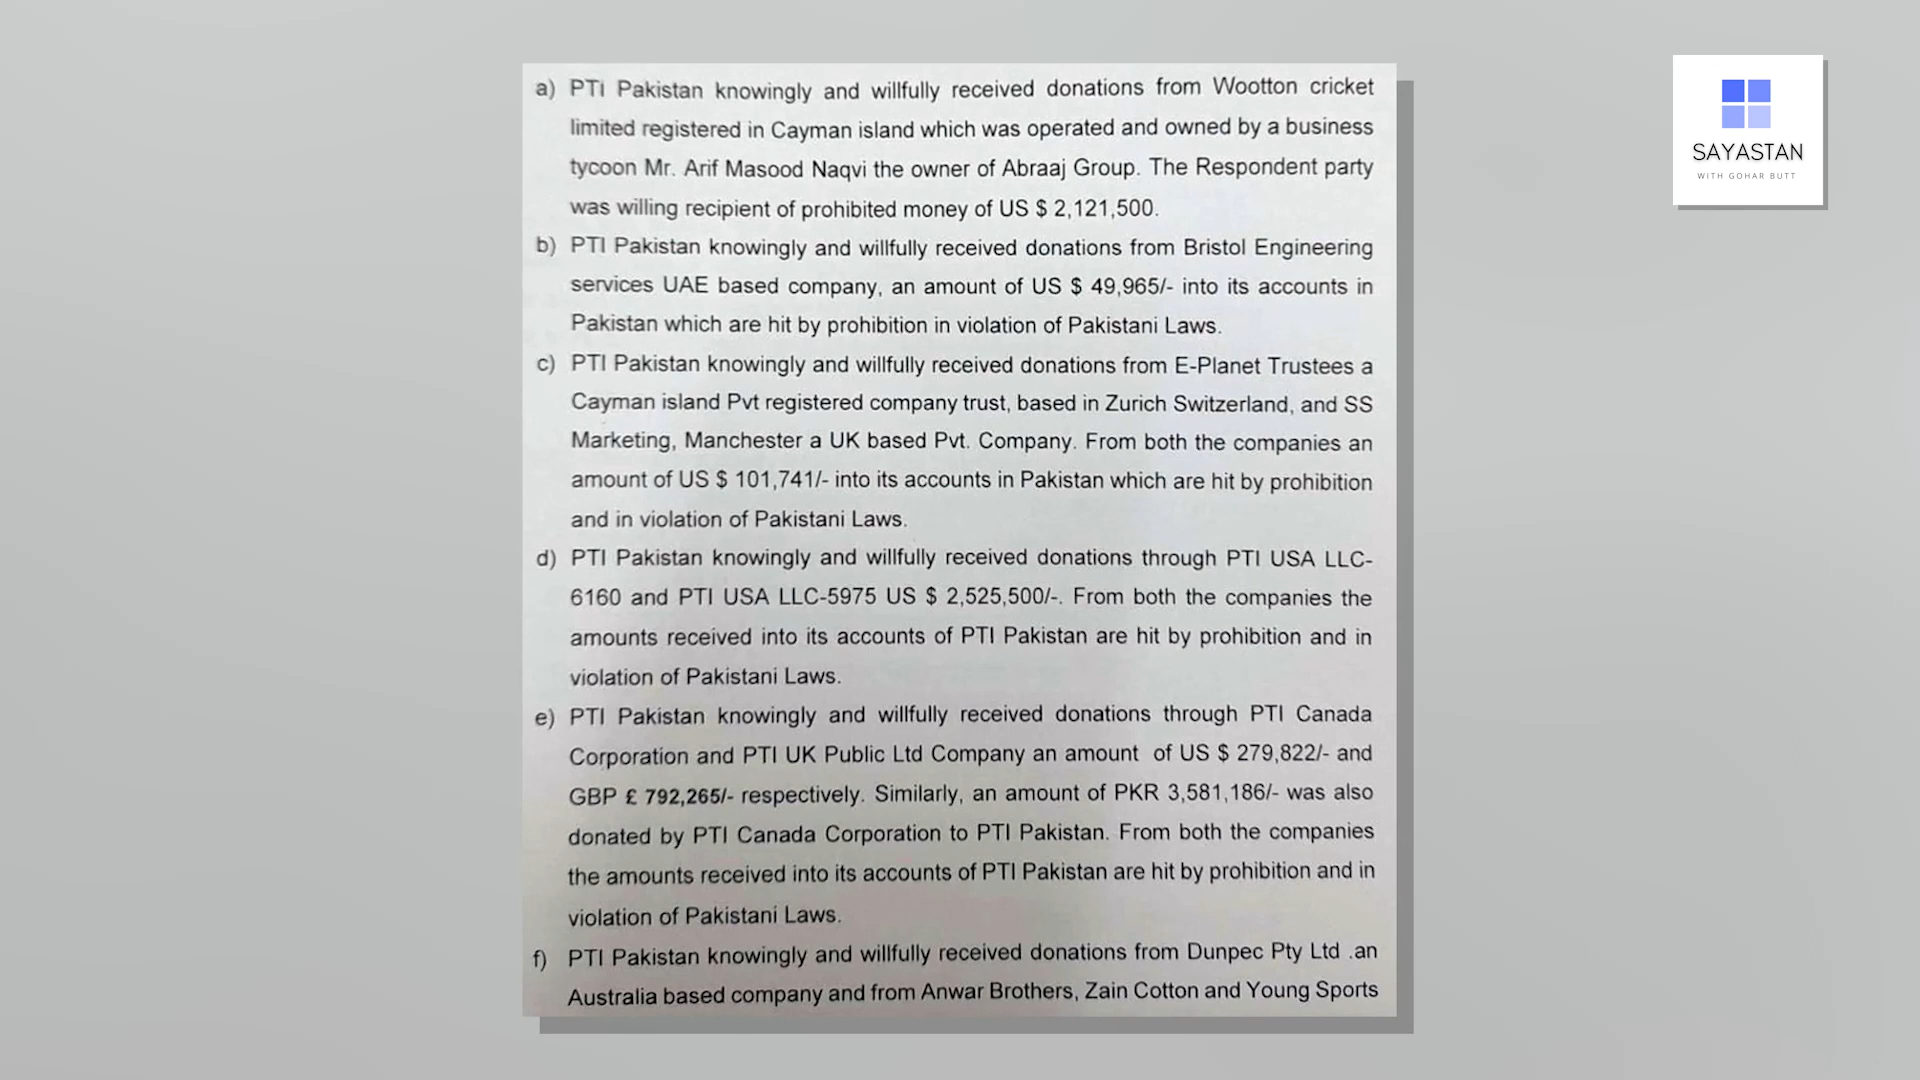 a) PTI Pakistan knowingly and willfully received donations from Wootton cricket
limited registered in Cayman island which was operated and owned by a business
tycoon Mr. Arif Masood Naqvi the owner of Abraaj Group. The Respondent party
was willing recipient of prohibited money of US $ 2,121,500.
b) PTI Pakistan knowingly and willfully received donations from Bristol Engineering
services UAE based company, an amount of US $ 49,965/- into its accounts in
Pakistan which are hit by prohibition in violation of Pakistani Laws.
c) PTI Pakistan knowingly and willfully received donations from E-Planet Trustees a
Cayman island Pvt registered company trust, based in Zurich Switzerland, and SS
Marketing, Manchester a UK based Pvt. Company. From both the companies an
amount of US $ 101,741/- into its accounts in Pakistan which are hit by prohibition
and in violation of Pakistani Laws.
d) PTI Pakistan knowingly and willfully received donations through PTI USA LLC-
6160 and PTI USA LLC-5975 US $ 2,525,500/-. From both the companies the
amounts received into its accounts of PTI Pakistan are hit by prohibition and in
violation of Pakistani Laws.
e) PTI Pakistan knowingly and willfully received donations through PTI Canada
Corporation and PTI UK Public Ltd Company an amount of US $ 279,822/- and
GBP £ 792,265/- respectively. Similarly, an amount of PKR 3,581,186/- was also
donated by PTI Canada Corporation to PTI Pakistan. From both the companies
the amounts received into its accounts of PTI Pakistan are hit by prohibition and in
violation of Pakistani Laws.
f) PTI Pakistan knowingly and willfully received donations from Dunpec Pty Ltd .an
Australia based company and from Anwar Brothers, Zain Cotton and Young Sports
SAYASTAN
WITH GOHAR BUTT